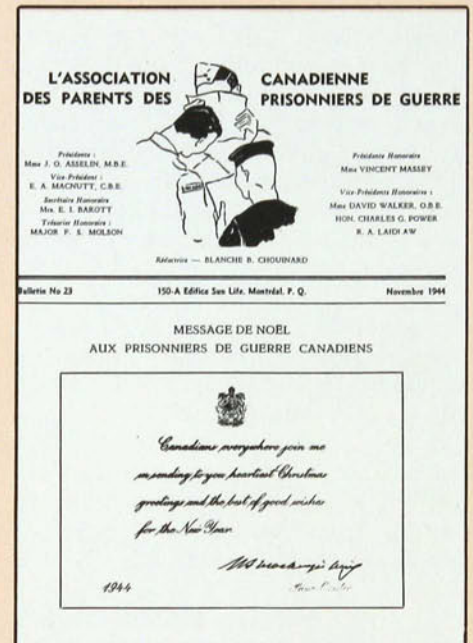 L'ASSOCIATION CANADIENNE
DES PARENTS DES PRISONNIERS DE GUERRE
Présidente :
Mme J. O. ASSELIN, M.B.E.
Vice-Président :
E. A. MACNUTT, C.B.E.
Secrétaire Honoraire
Mrs. E. I. BAROTT
Trésorier Honoraire :
MAJOR P. S. MOLSON
Présidente Honoraire
Mme VINCENT MASSEY
Vice-Présidents Honoraires :
Mme DAVID WALKER, O.B.E.
HON. CHARLES G. POWER
R. A. LAIDLAW
Rédactrice — BLANCHE B. CHOUINARD
Bulletin No 23 150-A Edifice Sun Life, Montréal, P. Q. Novembre 1944
MESSAGE DE NOËL
AUX PRISONNIERS DE GUERRE CANADIENS
Canadians everywhere join me
in sending to you heartiest Christmas
greetings and the best of good wishes
for the New Year.
W L Mackenzie King
1944